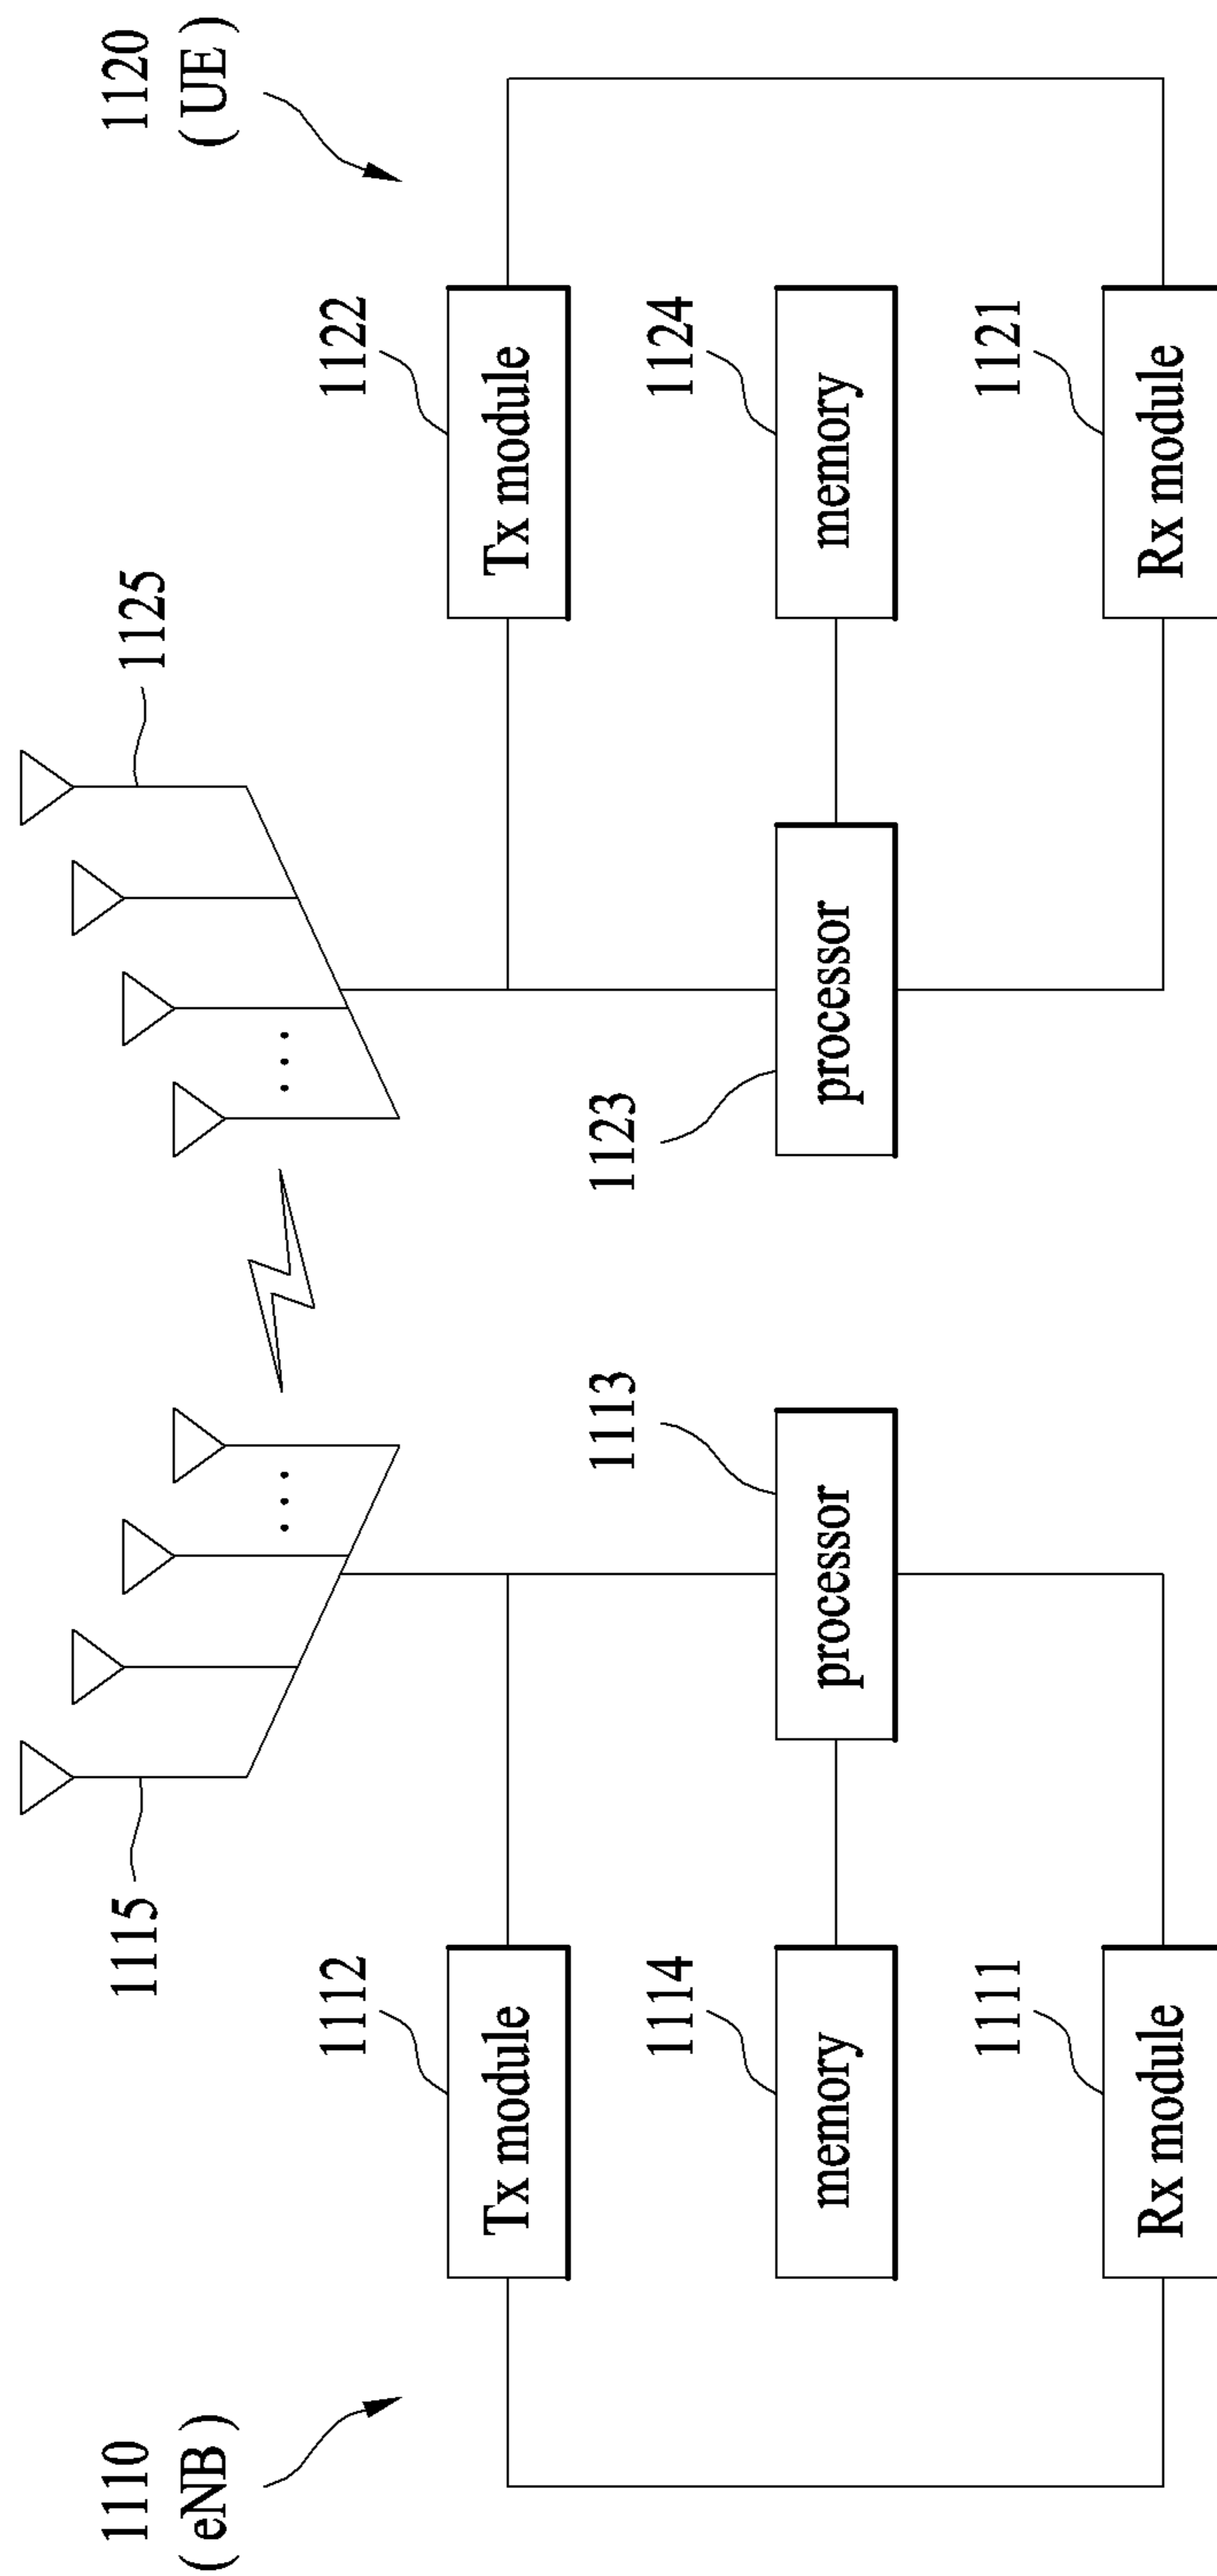 1110
( eNB )
1115
1125
1120
( UE )
1112
Tx module
1122
Tx module
1113
1123
1114
memory
processor
processor
1124
memory
1111
Rx module
1121
Rx module